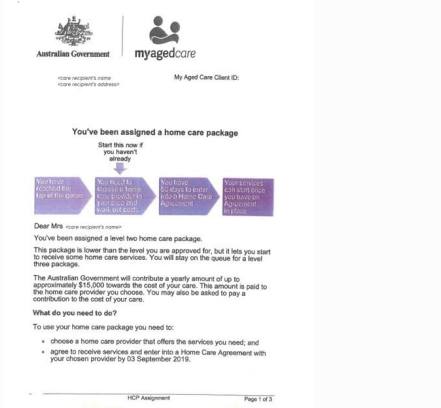 Australian Government
myagedcare
<care recipient's name
<care recipient's address>
My Aged Care Client ID:
You've been assigned a home care package
Start this now if
you haven't
already
You have
reached the
top of the queue
You need to
choose a home
care provider in
your area and
work out costs
You have
56 days to enter
into a Home Care
Agreement
Your services
can start once
you have an
Agreement
in place
Dear Mrs <care recipient's name>
You've been assigned a level two home care package.
This package is lower than the level you are approved for, but it lets you start
to receive some home care services. You will stay on the queue for a level
three package.
The Australian Government will contribute a yearly amount of up to
approximately $15,000 towards the cost of your care. This amount is paid to
the home care provider you choose. You may also be asked to pay a
contribution to the cost of your care.
What do you need to do?
To use your home care package you need to:
• choose a home care provider that offers the services you need; and
• agree to receive services and enter into a Home Care Agreement with
your chosen provider by 03 September 2019.
HCP Assignment
Page 1 of 3